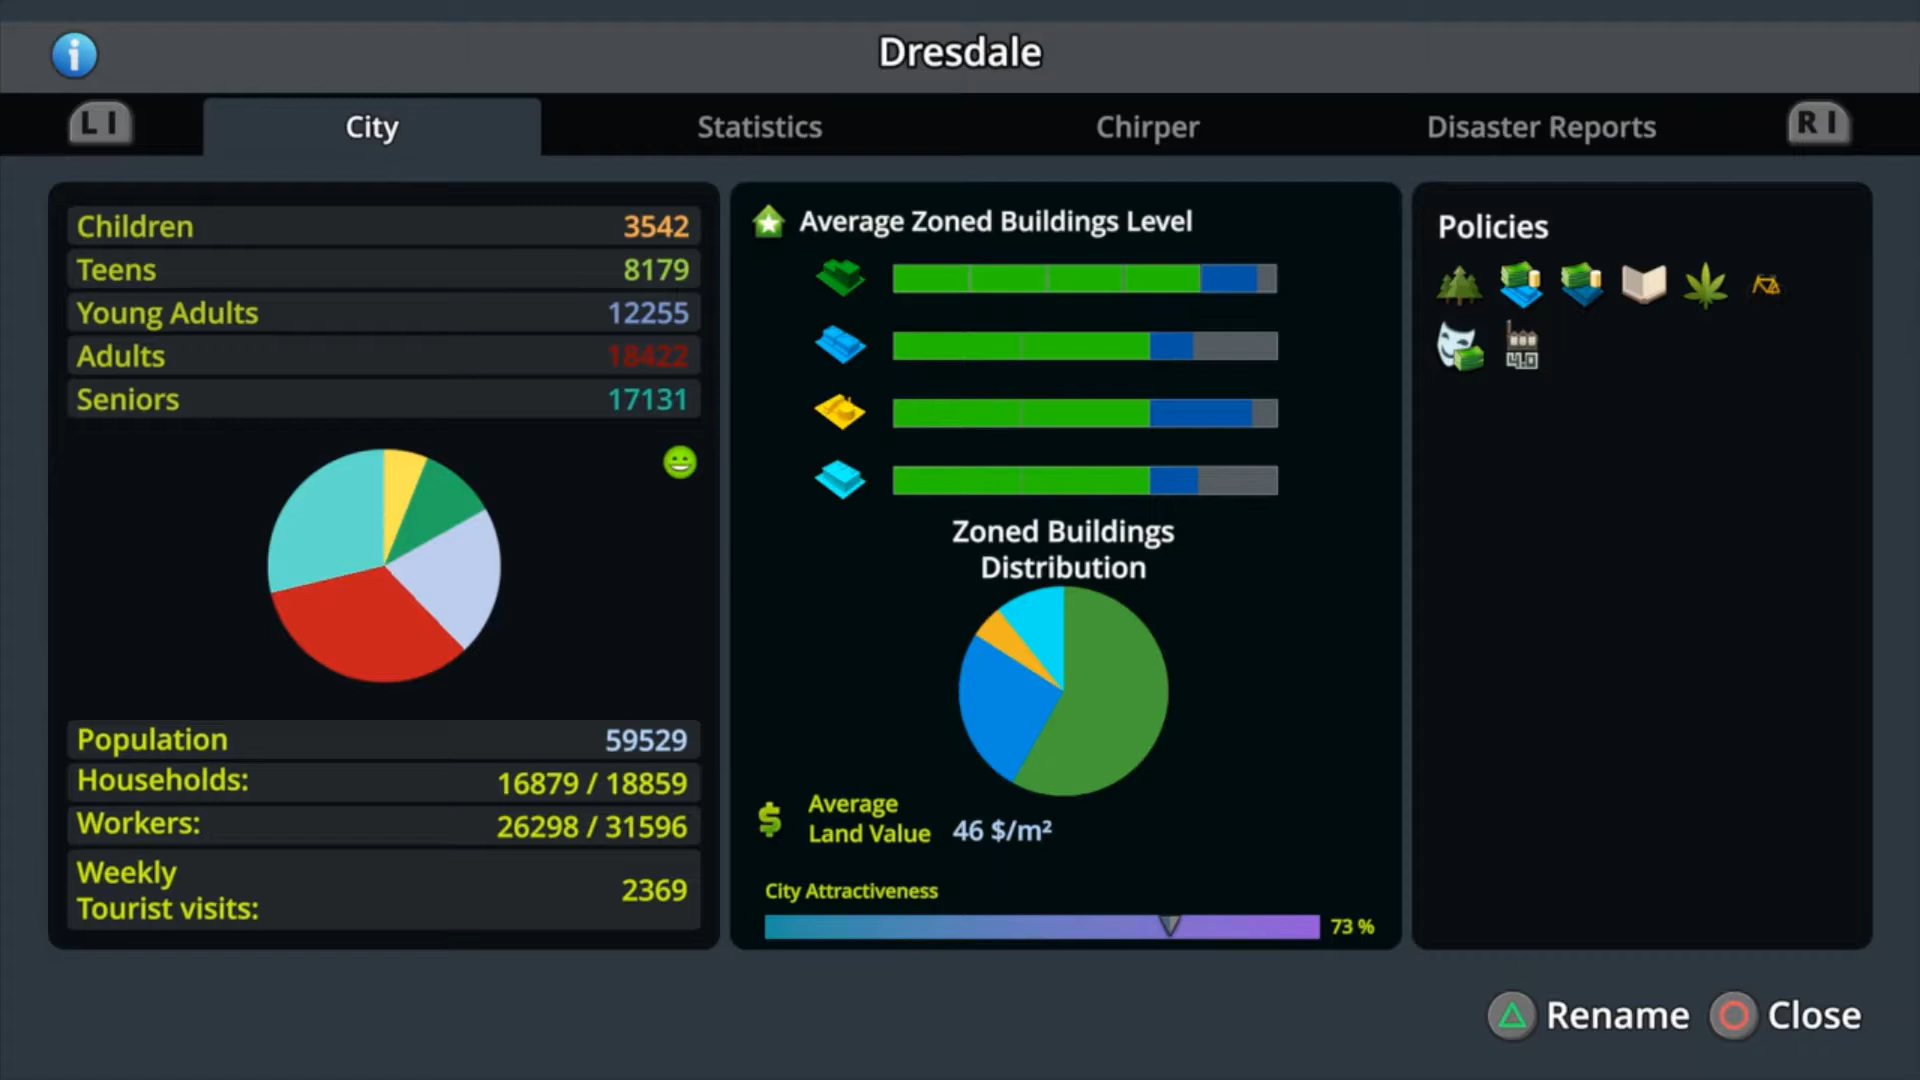 Dresdale
L1 City Statistics Chirper Disaster Reports R1
Children 3542
Teens 8179
Young Adults 12255
Adults 18422
Seniors 17131
Population 59529
Households: 16879 / 18859
Workers: 26298 / 31596
Weekly
Tourist visits: 2369
Average Zoned Buildings Level
Zoned Buildings
Distribution
Average
Land Value 46 $/m²
City Attractiveness
73 %
Policies
4.0
Rename Close